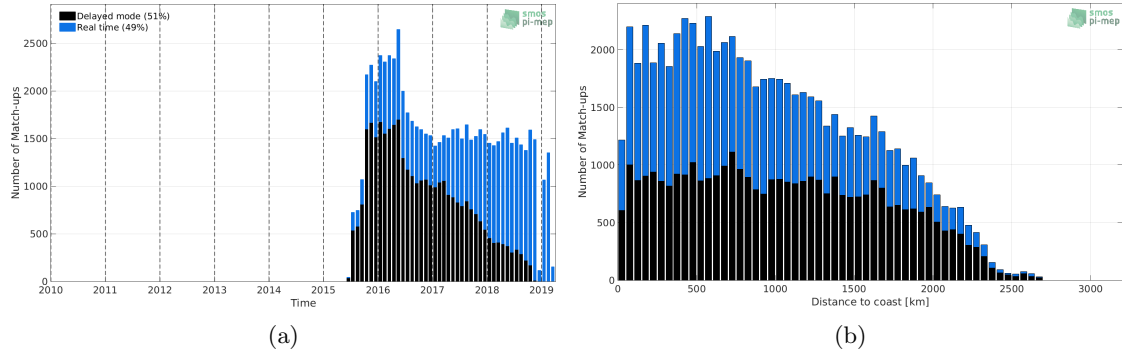 Delayed mode (51%)
Real time (49%)
smos
pi-mep
Number of Match-ups
2500
2000
1500
1000
500
0
2010 2011 2012 2013 2014 2015 2016 2017 2018 2019
Time
(a)
smos
pi-mep
Number of Match-ups
2000
1500
1000
500
0
0 500 1000 1500 2000 2500 3000
Distance to coast [km]
(b)